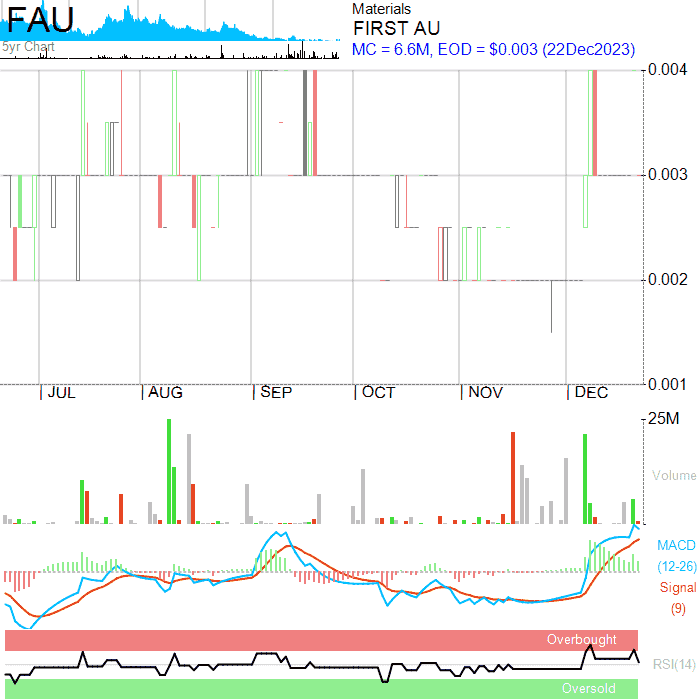 FAU
5yr Chart
Materials
FIRST AU
MC = 6.6M, EOD = $0.003 (22Dec2023)
0.004
0.003
0.002
0.001
JUL
AUG
SEP
OCT
NOV
DEC
25M
Volume
MACD
(12-26)
Signal
(9)
Overbought
RSI(14)
Oversold